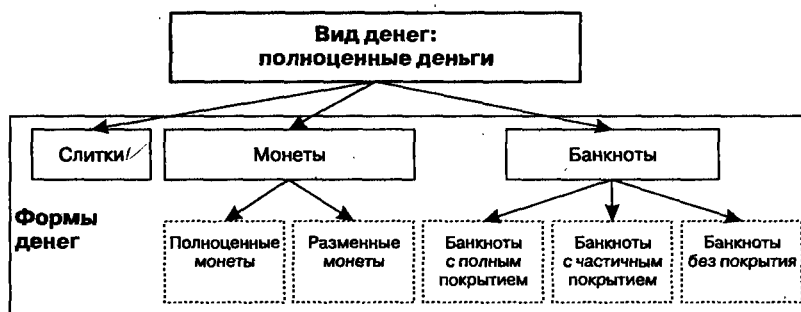 Вид денег:
полноценные деньги
Слитки
Монеты
Банкноты
Формы
денег
Полноценные
монеты
Разменные
монеты
Банкноты
с полным
покрытием
Банкноты
с частичным
покрытием
Банкноты
без покрытия